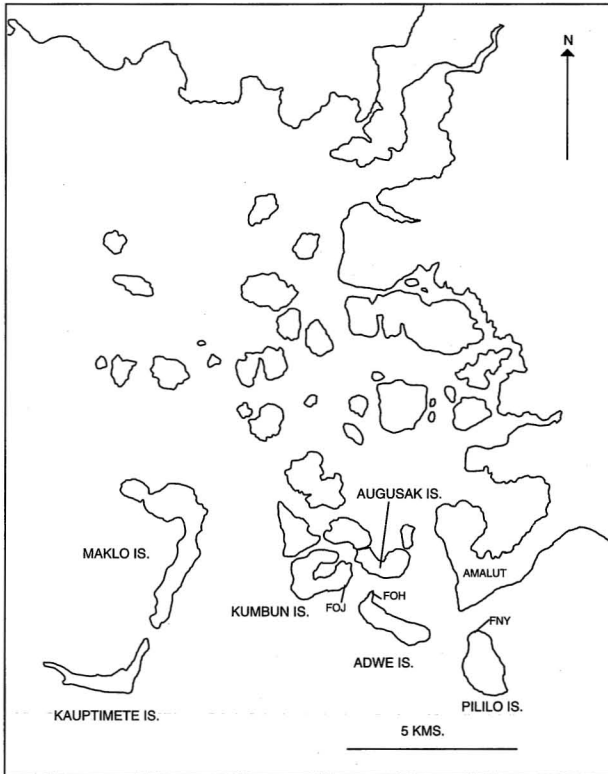 N
AUGUSAK IS.
MAKLO IS.
AMALUT
KUMBUN IS.
FOJ
FOH
FNY
ADWE IS.
KAUPTIMETE IS.
PILILO IS.
5 KMS.